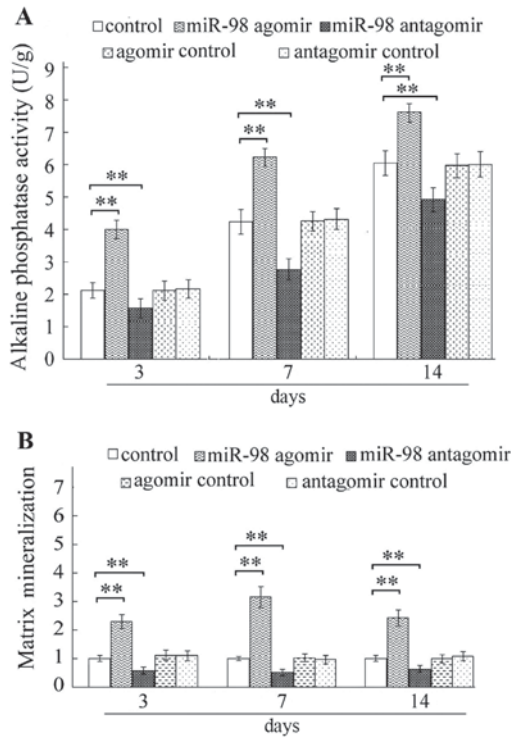 A
control miR-98 agomir miR-98 antagomir
agomir control antagomir control
Alkaline phosphatase activity (U/g)
9
8
7
6
5
4
3
2
1
0
** **
** **
** **
3 7 14
days
B
control miR-98 agomir miR-98 antagomir
agomir control antagomir control
Matrix mineralization
7
6
5
4
3
2
1
0
** **
** **
** **
3 7 14
days